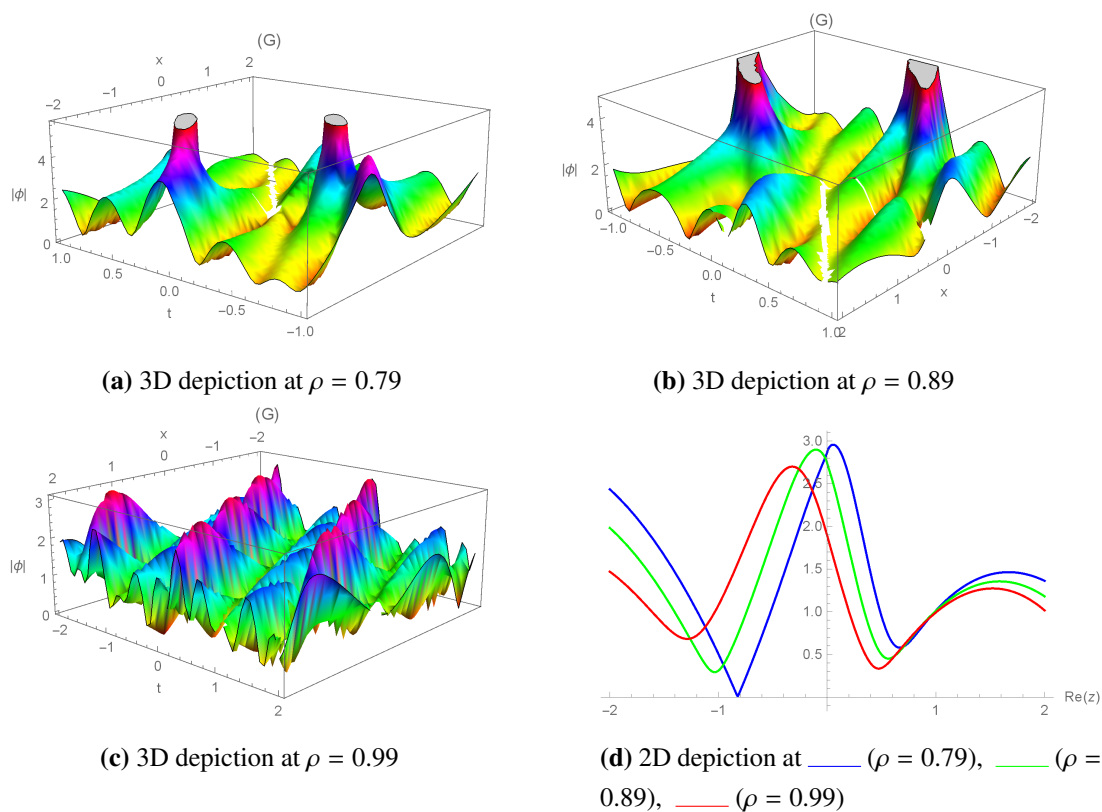 (G)
x
−2
−1
0
1
2
|ϕ|
4
2
0
1.0
0.5
0.0
−0.5
−1.0
t
(a) 3D depiction at ρ = 0.79
(G)
|ϕ|
4
2
0
−1.0
−0.5
0.0
0.5
1.0
t
2
1
0
−1
−2
x
(b) 3D depiction at ρ = 0.89
(G)
x
2
1
0
−1
−2
|ϕ|
3
2
1
0
−2
−1
0
1
2
t
(c) 3D depiction at ρ = 0.99
3.0
2.5
2.0
1.5
1.0
0.5
−2
−1
1
2
Re(z)
(d) 2D depiction at (ρ = 0.79), (ρ =
0.89), (ρ = 0.99)